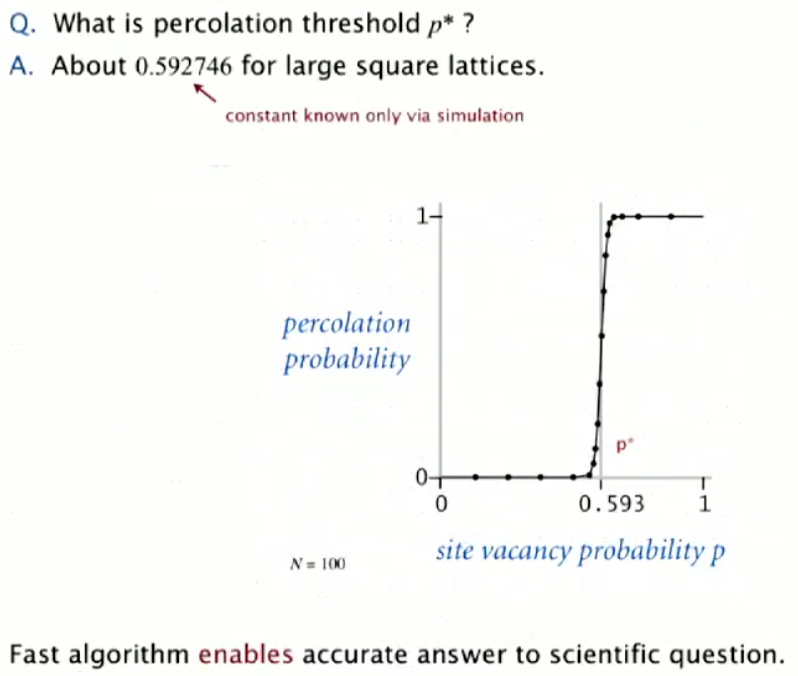 Q. What is percolation threshold p* ?
A. About 0.592746 for large square lattices.
constant known only via simulation
1
percolation
probability
p*
0
0 0.593 1
site vacancy probability p
N = 100
Fast algorithm enables accurate answer to scientific question.